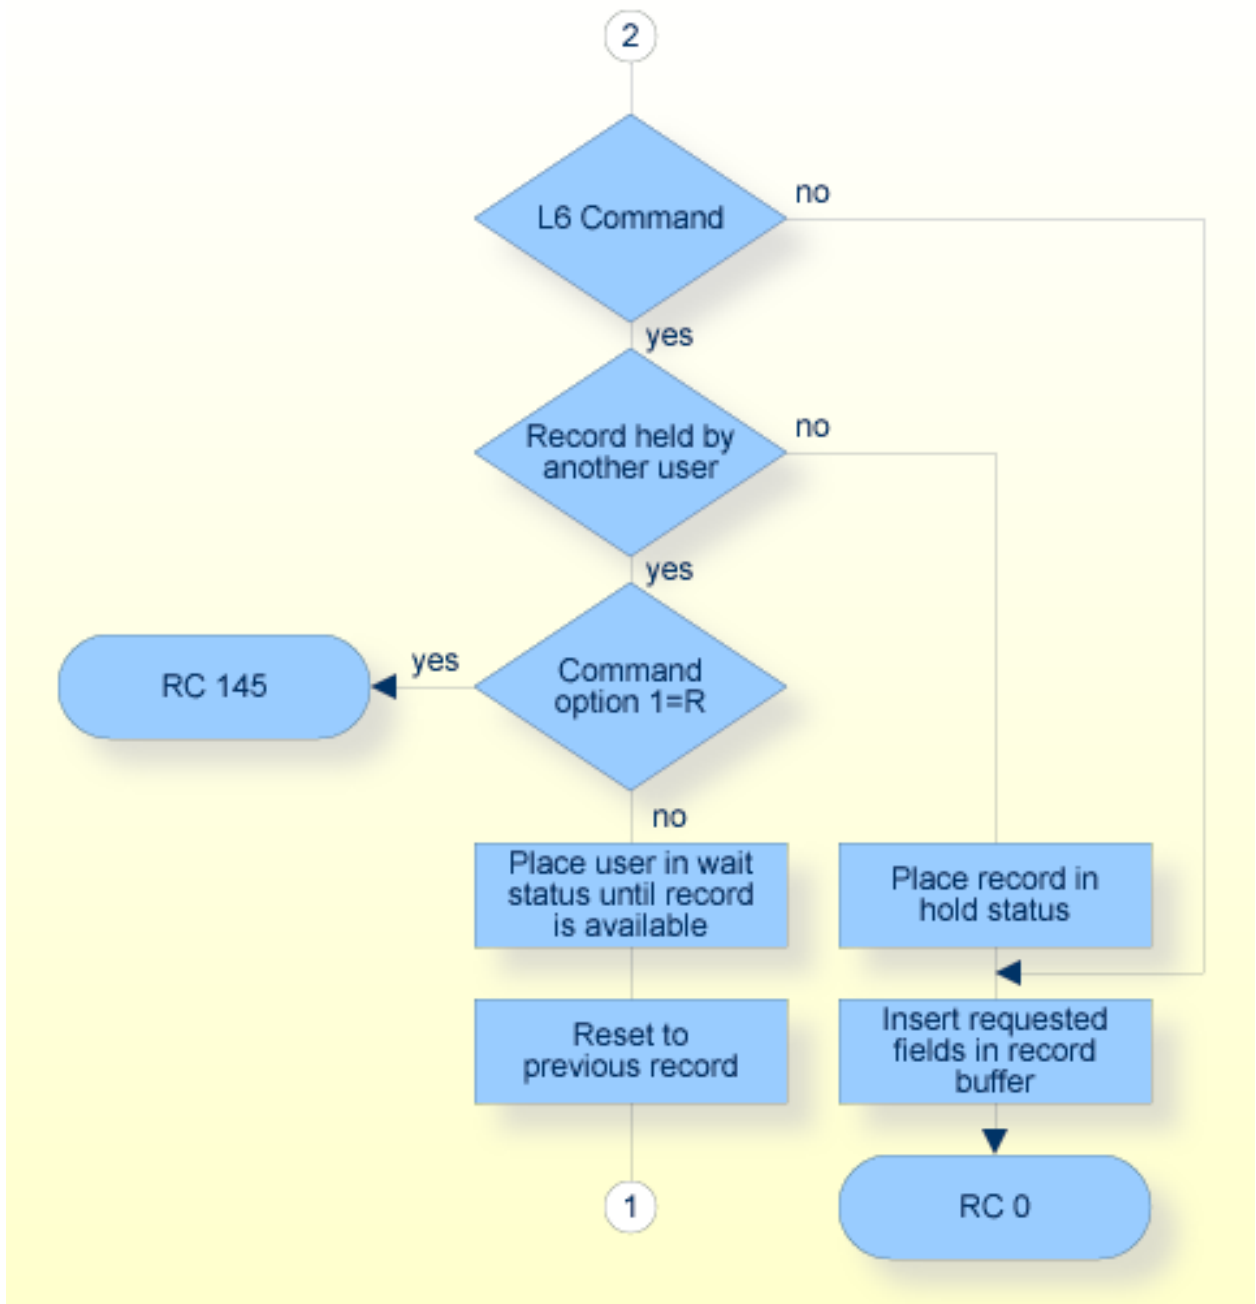 2
L6 Command
no
yes
Record held by
another user
no
yes
Command
option 1=R
yes
RC 145
no
Place user in wait
status until record
is available
Place record in
hold status
Reset to
previous record
Insert requested
fields in record
buffer
1
RC 0